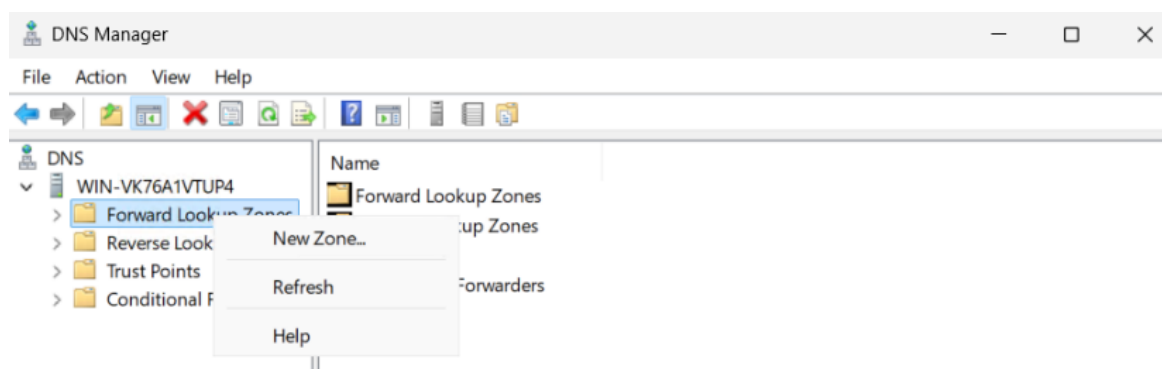 DNS Manager
File Action View Help
DNS
Name
WIN-VK76A1VTUP4
Forward Lookup Zones
Forward Lookup Zones
Reverse Look
up Zones
Trust Points
Conditional F
Forwarders
New Zone...
Refresh
Help